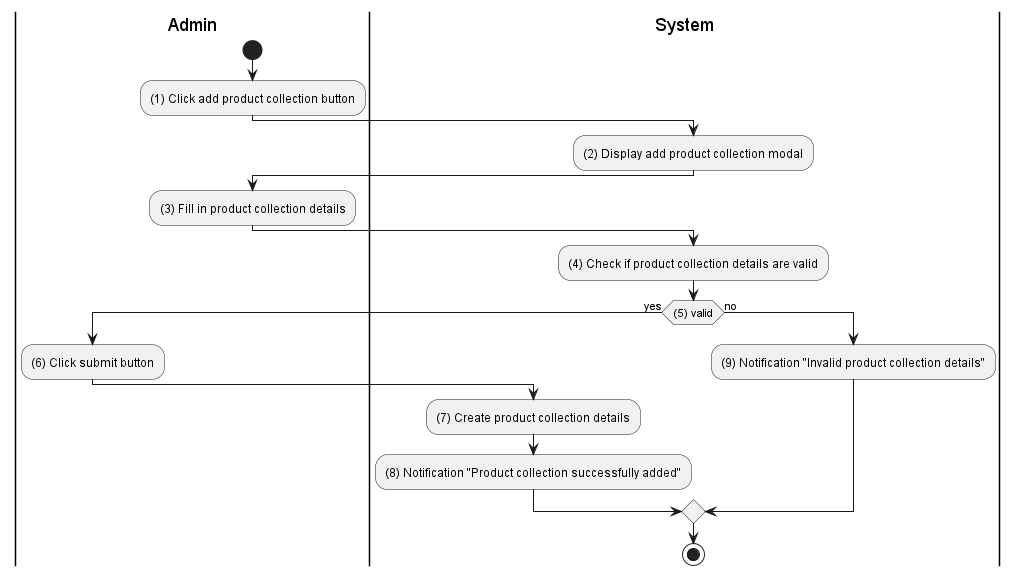 Admin
System
(1) Click add product collection button
(2) Display add product collection modal
(3) Fill in product collection details
(4) Check if product collection details are valid
yes
(5) valid
no
(6) Click submit button
(9) Notification "Invalid product collection details"
(7) Create product collection details
(8) Notification "Product collection successfully added"